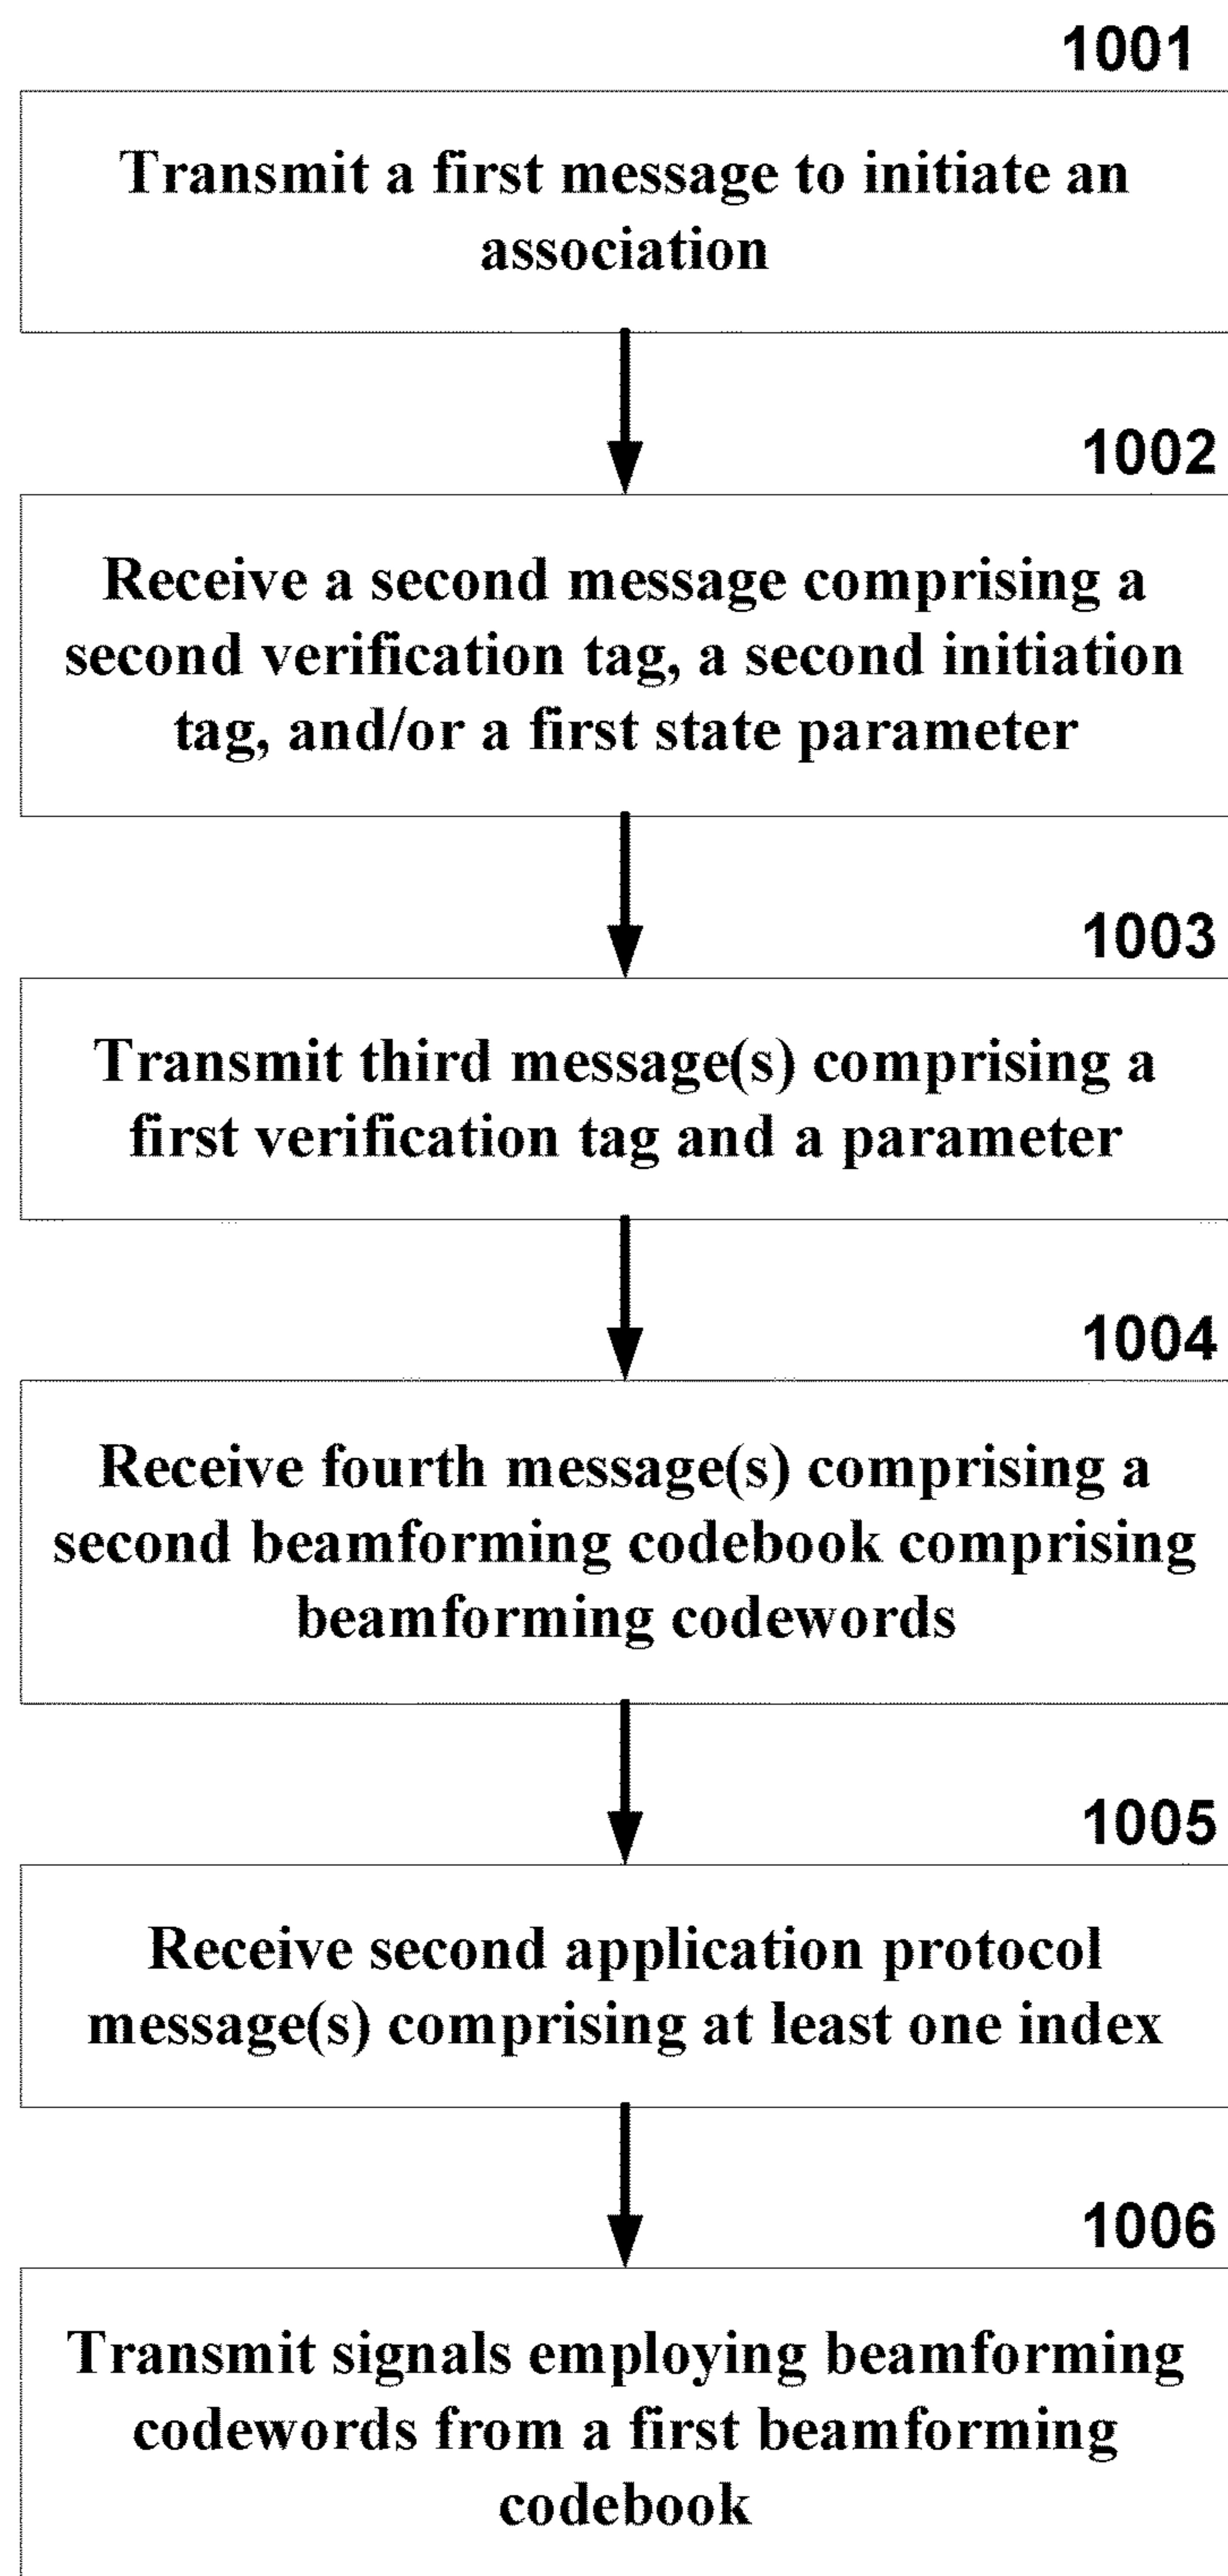 1001
Transmit a first message to initiate an
association
1002
Receive a second message comprising a
second verification tag, a second initiation
tag, and/or a first state parameter
1003
Transmit third message(s) comprising a
first verification tag and a parameter
1004
Receive fourth message(s) comprising a
second beamforming codebook comprising
beamforming codewords
1005
Receive second application protocol
message(s) comprising at least one index
1006
Transmit signals employing beamforming
codewords from a first beamforming
codebook